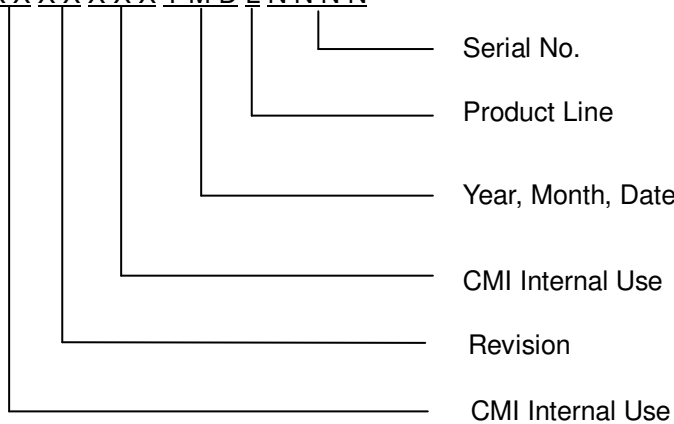 X X X X X X X Y M D L N N N N
Serial No.
Product Line
Year, Month, Date
CMI Internal Use
Revision
CMI Internal Use